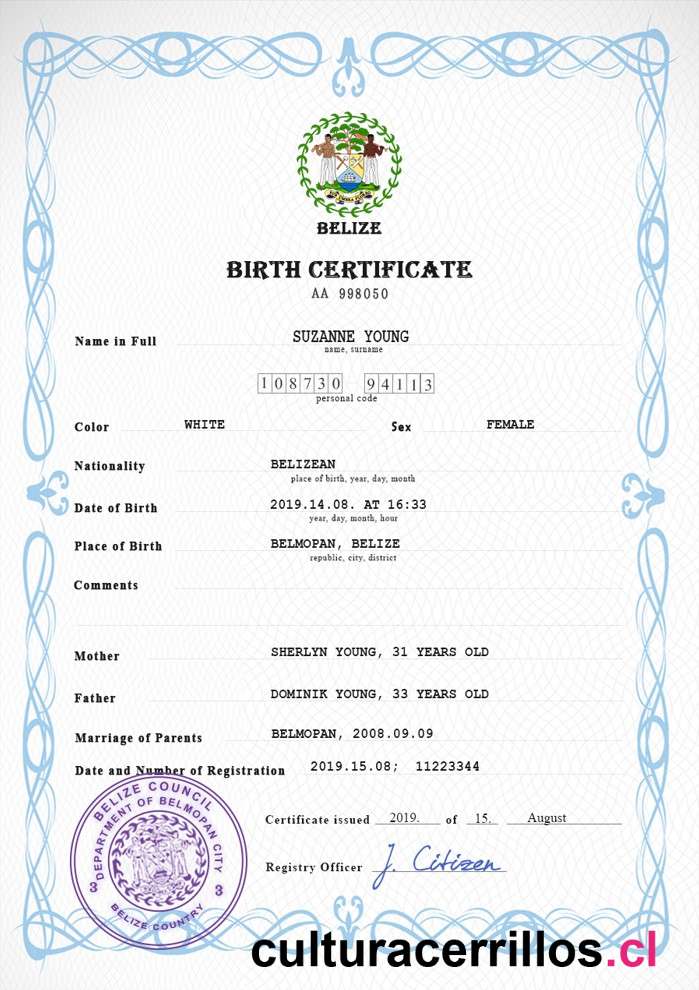 SUB UMBRA FLOREO
BELIZE
BIRTH CERTIFICATE
AA 998050
Name in Full SUZANNE YOUNG
name, surname
108730 94113
personal code
Color WHITE Sex FEMALE
Nationality BELIZEAN
place of birth, year, day, month
Date of Birth 2019.14.08. AT 16:33
year, day, month, hour
Place of Birth BELMOPAN, BELIZE
republic, city, district
Comments
Mother SHERLYN YOUNG, 31 YEARS OLD
Father DOMINIK YOUNG, 33 YEARS OLD
Marriage of Parents BELMOPAN, 2008.09.09
Date and Number of Registration 2019.15.08; 11223344
BELIZE COUNCIL
DEPARTMENT OF BELMOPAN CITY
3 3
BELIZE COUNTRY
Certificate issued 2019. of 15. August
Registry Officer J. Citizen
culturacerrillos.cl